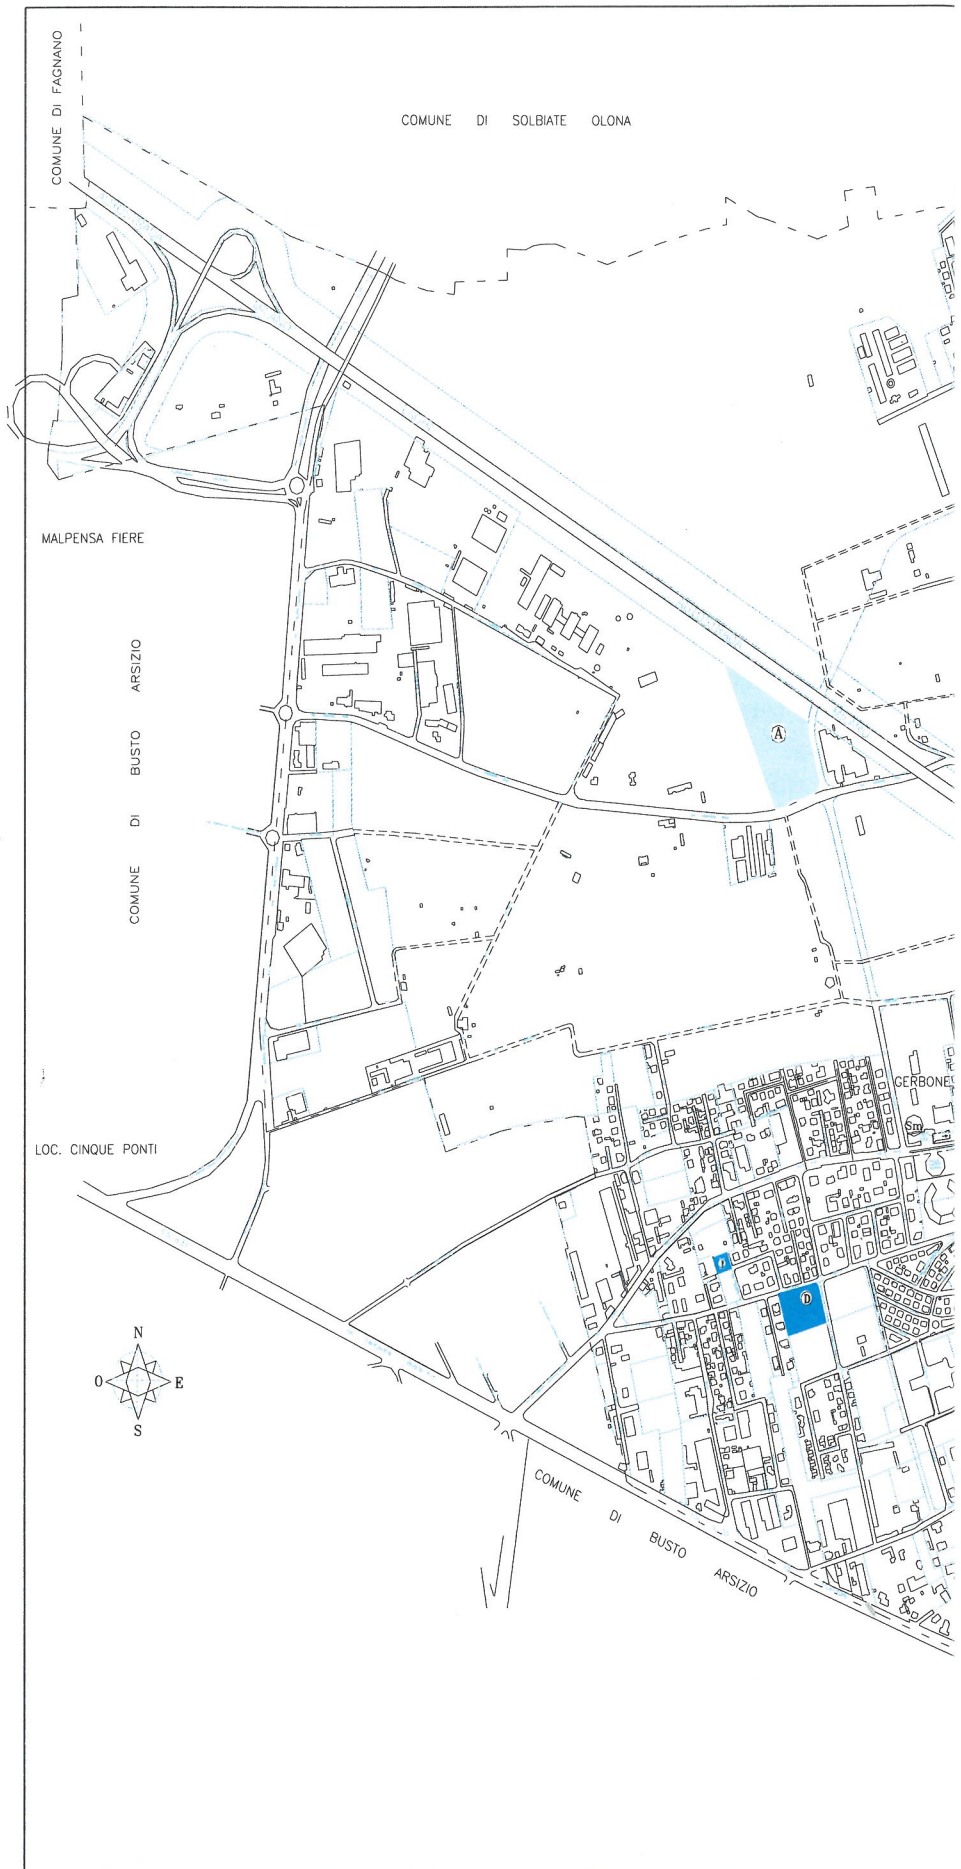 COMUNE DI FAGNANO
COMUNE DI SOLBIATE OLONA
MALPENSA FIERE
COMUNE DI BUSTO ARSIZIO
A
CERBONE
Sm
LOC. CINQUE PONTI
D
N
O E
S
COMUNE DI BUSTO ARSIZIO